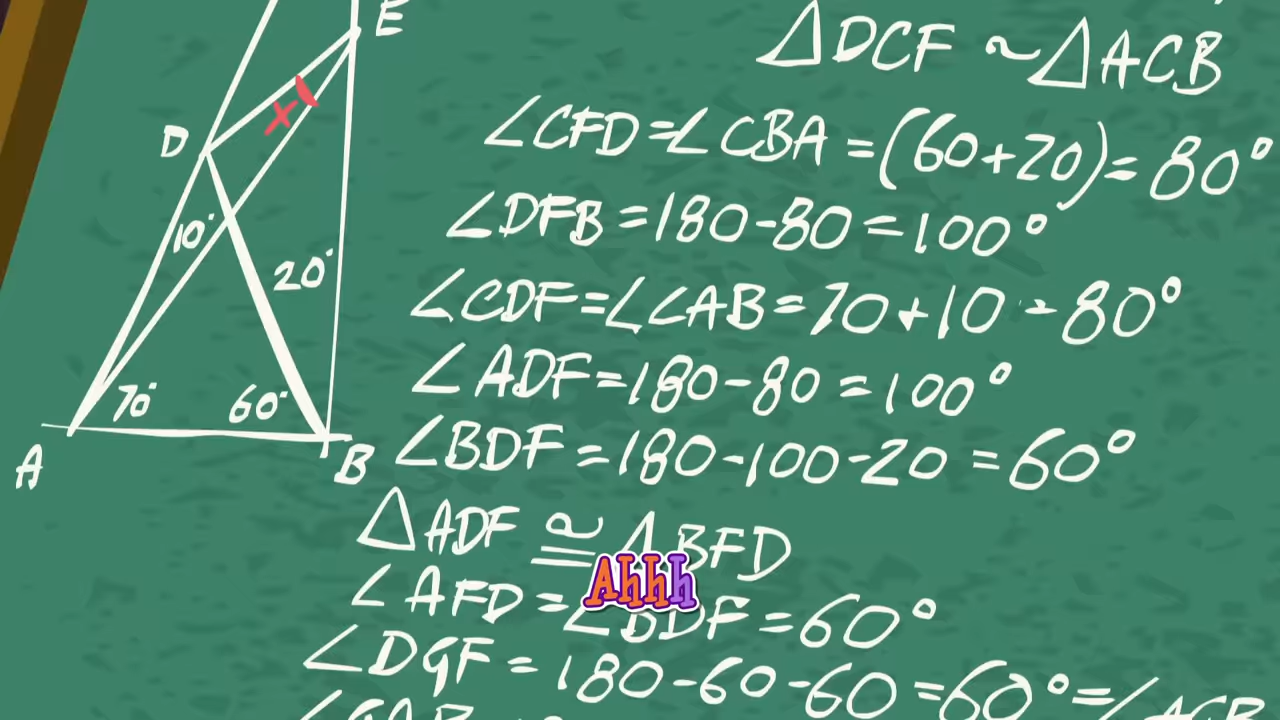 E
△DCF ~ △ACB
x
D
∠CFD=∠CBA=(60+20)=80°
10°
∠DFB=180-80=100°
20°
∠CDF=∠CAB=70+10=80°
∠ADF=180-80=100°
70°
60°
A
B
∠BDF=180-100-20=60°
△ADF ≅ △BFD
Ahhh
∠AFD=∠BDF=60°
∠DGF=180-60-60=60°=∠